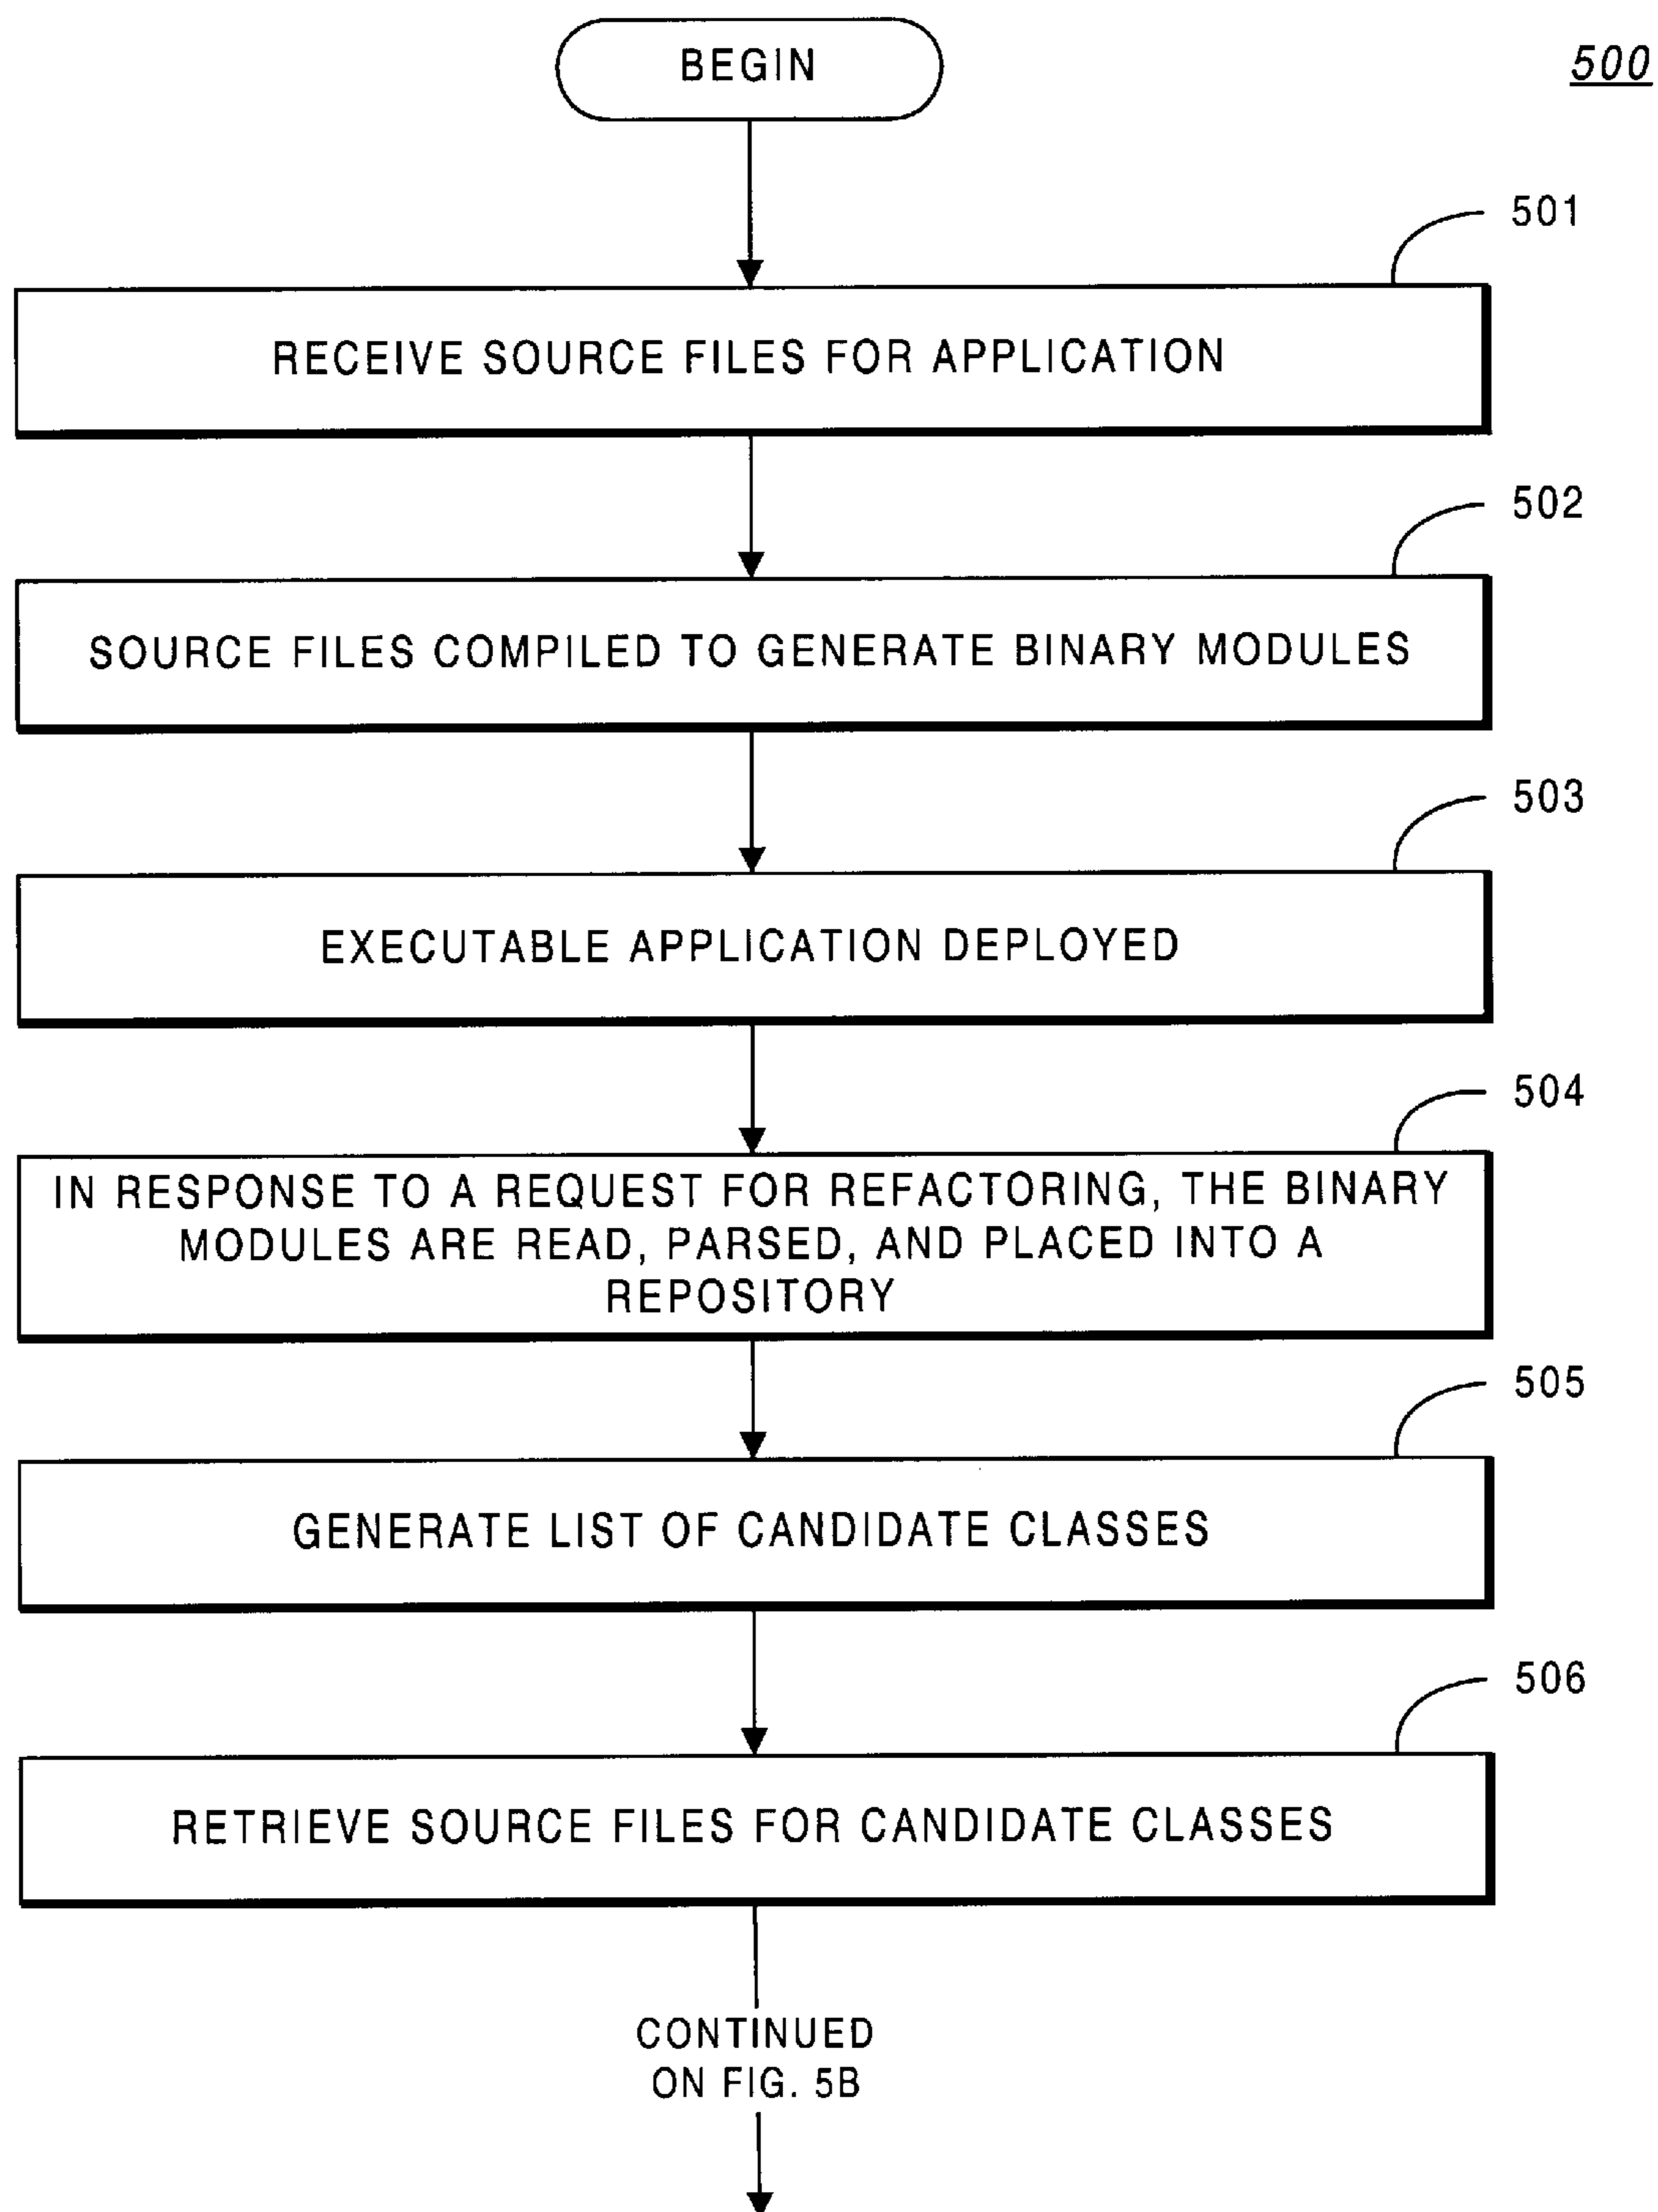 BEGIN
500
501
RECEIVE SOURCE FILES FOR APPLICATION
502
SOURCE FILES COMPILED TO GENERATE BINARY MODULES
503
EXECUTABLE APPLICATION DEPLOYED
504
IN RESPONSE TO A REQUEST FOR REFACTORING, THE BINARY
MODULES ARE READ, PARSED, AND PLACED INTO A
REPOSITORY
505
GENERATE LIST OF CANDIDATE CLASSES
506
RETRIEVE SOURCE FILES FOR CANDIDATE CLASSES
CONTINUED
ON FIG. 5B